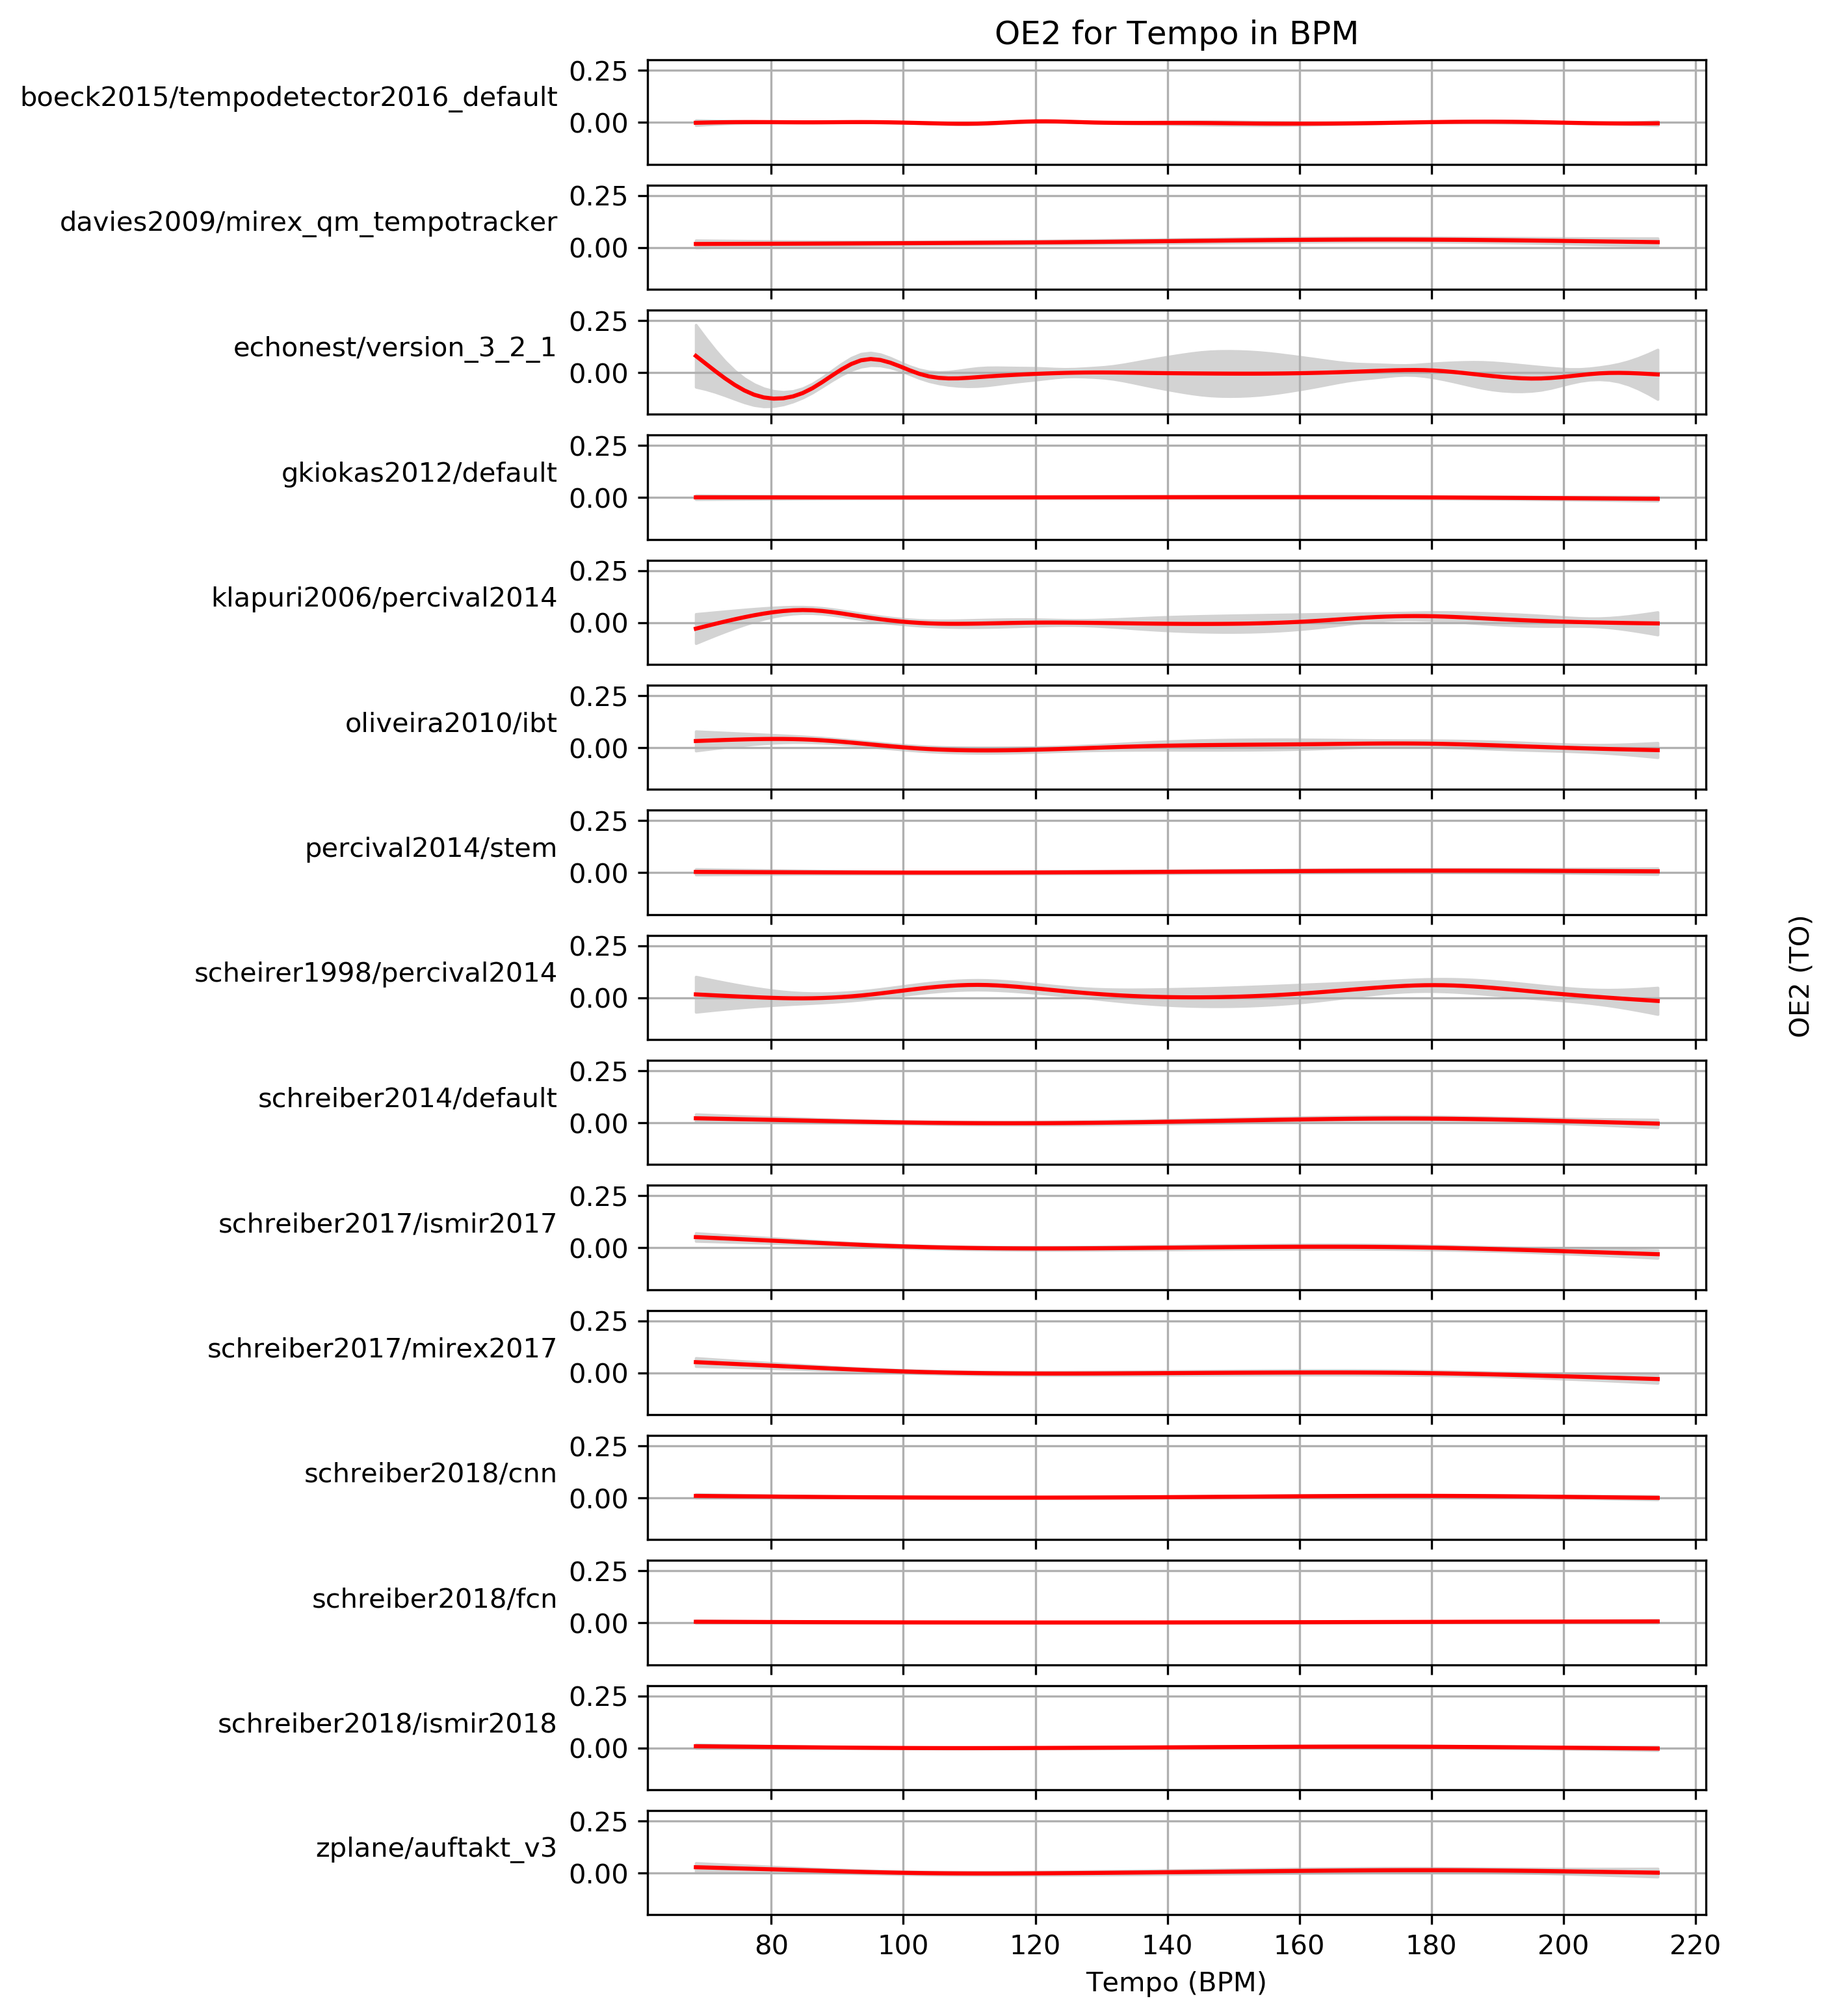 OE2 for Tempo in BPM
boeck2015/tempodetector2016_default
0.25
0.00
davies2009/mirex_qm_tempotracker
0.25
0.00
echonest/version_3_2_1
0.25
0.00
gkiokas2012/default
0.25
0.00
klapuri2006/percival2014
0.25
0.00
oliveira2010/ibt
0.25
0.00
percival2014/stem
0.25
0.00
scheirer1998/percival2014
0.25
0.00
schreiber2014/default
0.25
0.00
schreiber2017/ismir2017
0.25
0.00
schreiber2017/mirex2017
0.25
0.00
schreiber2018/cnn
0.25
0.00
schreiber2018/fcn
0.25
0.00
schreiber2018/ismir2018
0.25
0.00
zplane/auftakt_v3
0.25
0.00
80 100 120 140 160 180 200 220
Tempo (BPM)
OE2 (TO)